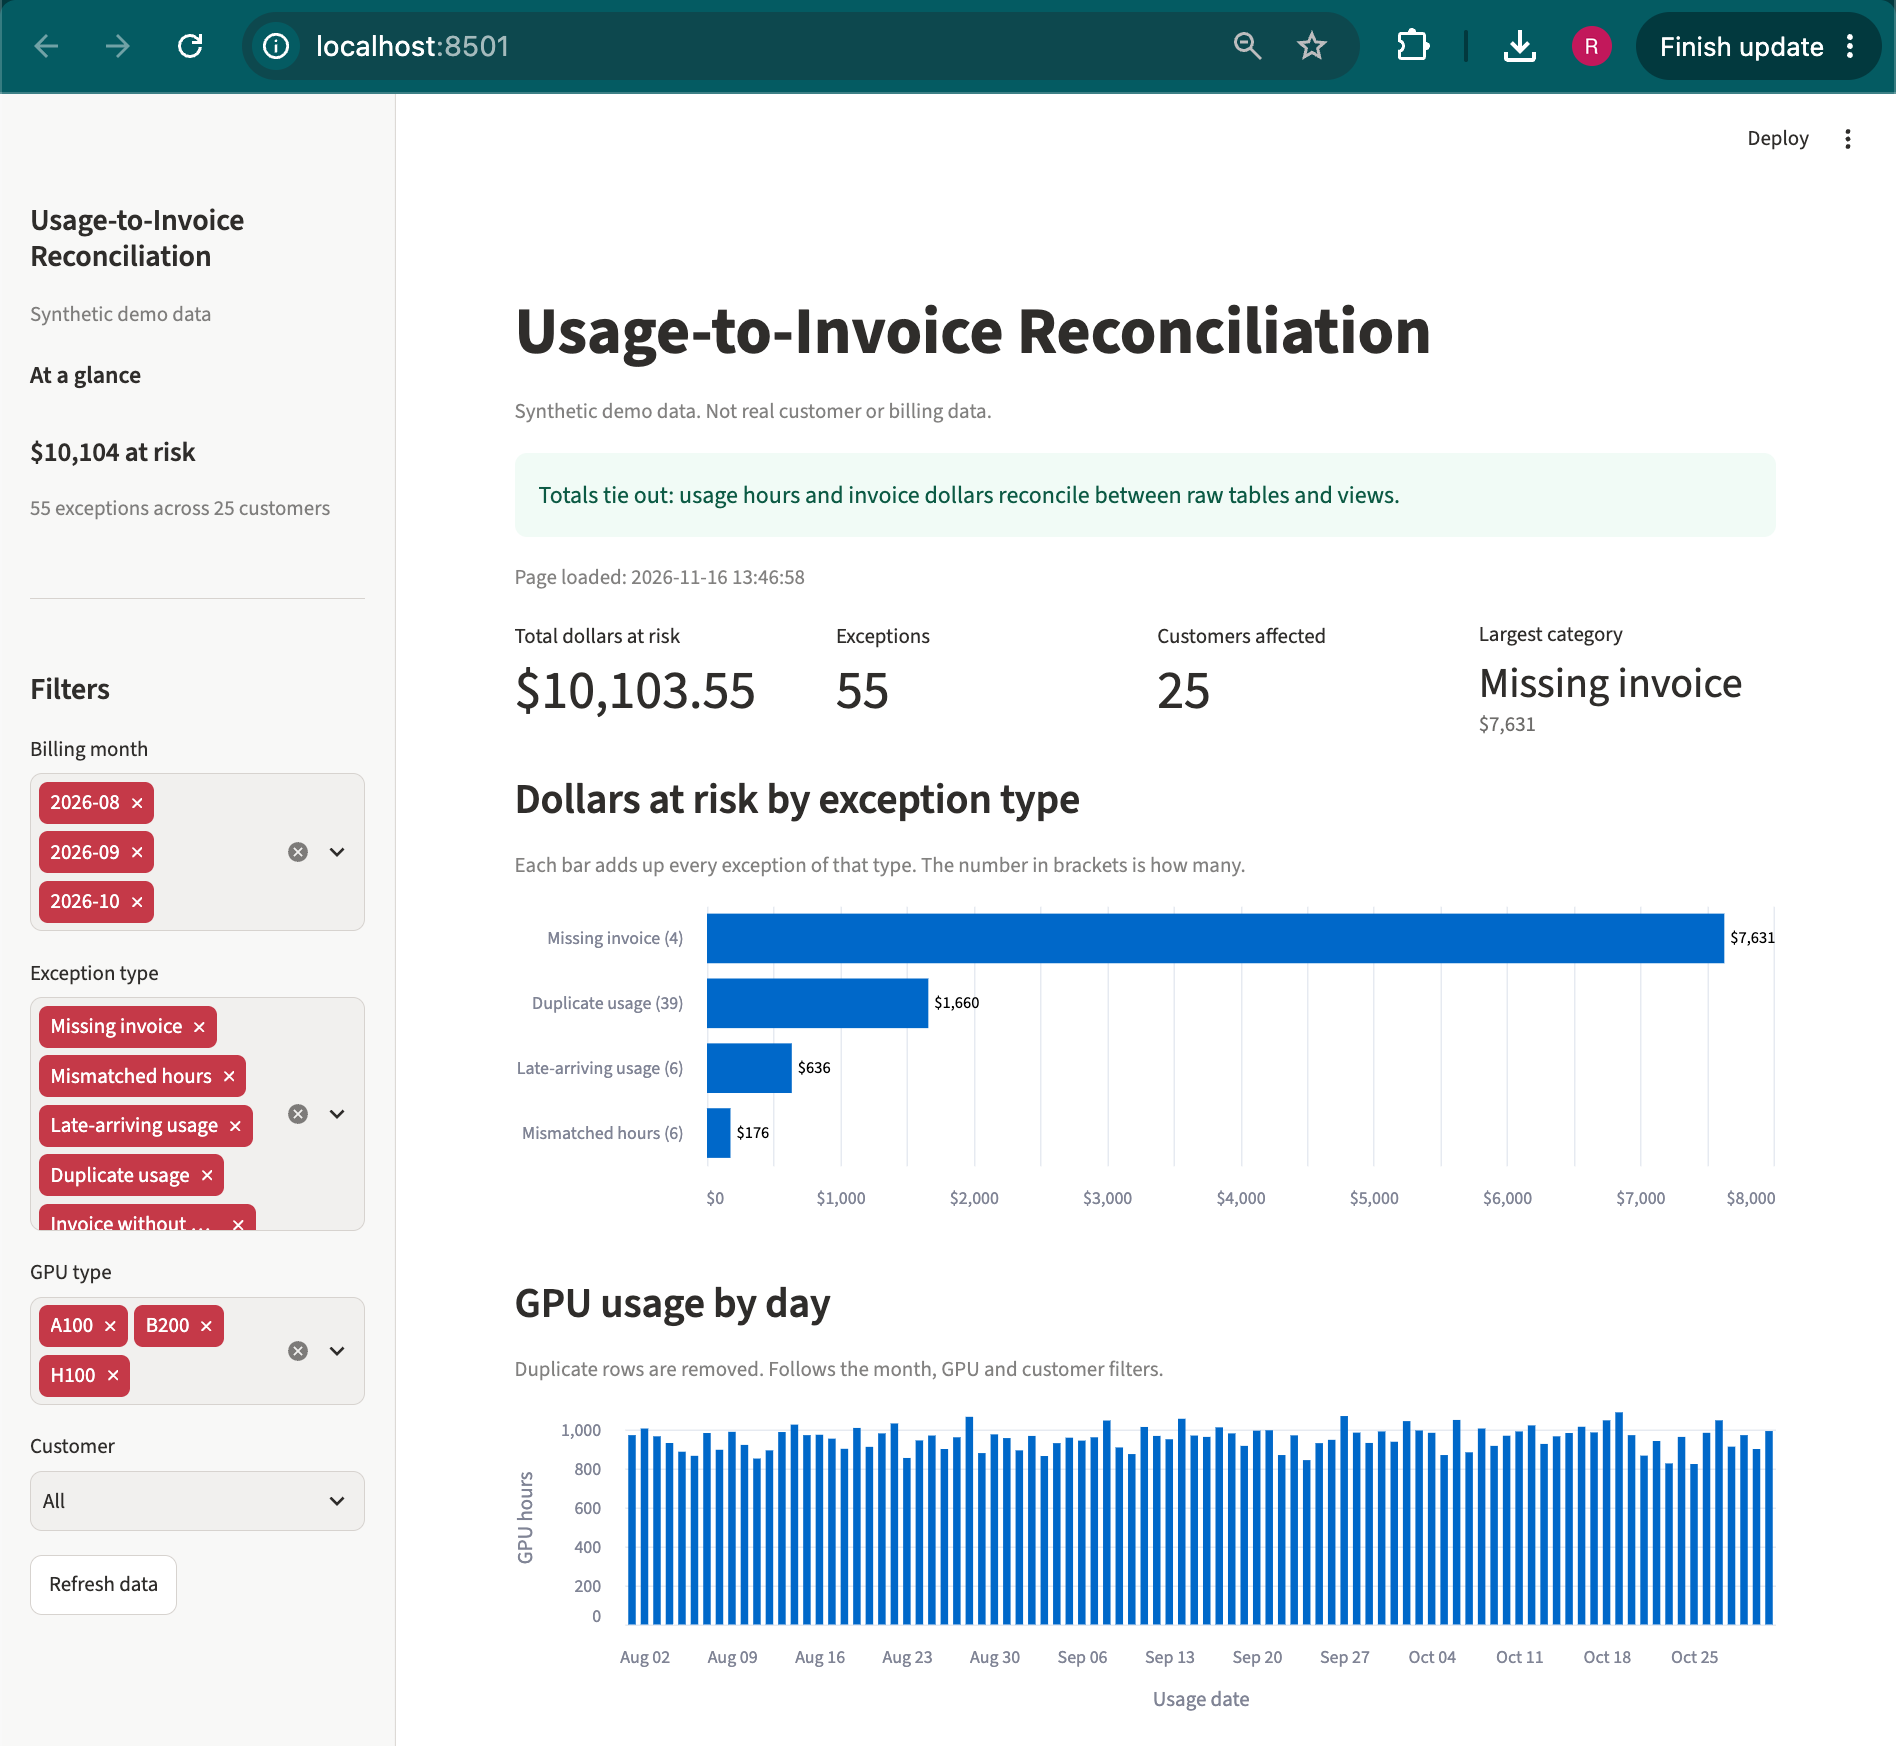 localhost:8501
R
Finish update
Deploy
Usage-to-Invoice
Reconciliation
Synthetic demo data
At a glance
$10,104 at risk
55 exceptions across 25 customers
Filters
Billing month
2026-08
2026-09
2026-10
Exception type
Missing invoice
Mismatched hours
Late-arriving usage
Duplicate usage
Invoice without ...
GPU type
A100 B200
H100
Customer
All
Refresh data
Usage-to-Invoice Reconciliation
Synthetic demo data. Not real customer or billing data.
Totals tie out: usage hours and invoice dollars reconcile between raw tables and views.
Page loaded: 2026-11-16 13:46:58
Total dollars at risk
$10,103.55
Exceptions
55
Customers affected
25
Largest category
Missing invoice
$7,631
Dollars at risk by exception type
Each bar adds up every exception of that type. The number in brackets is how many.
Missing invoice (4) $7,631
Duplicate usage (39) $1,660
Late-arriving usage (6) $636
Mismatched hours (6) $176
$0 $1,000 $2,000 $3,000 $4,000 $5,000 $6,000 $7,000 $8,000
GPU usage by day
Duplicate rows are removed. Follows the month, GPU and customer filters.
GPU hours
1,000
800
600
400
200
0
Aug 02 Aug 09 Aug 16 Aug 23 Aug 30 Sep 06 Sep 13 Sep 20 Sep 27 Oct 04 Oct 11 Oct 18 Oct 25
Usage date